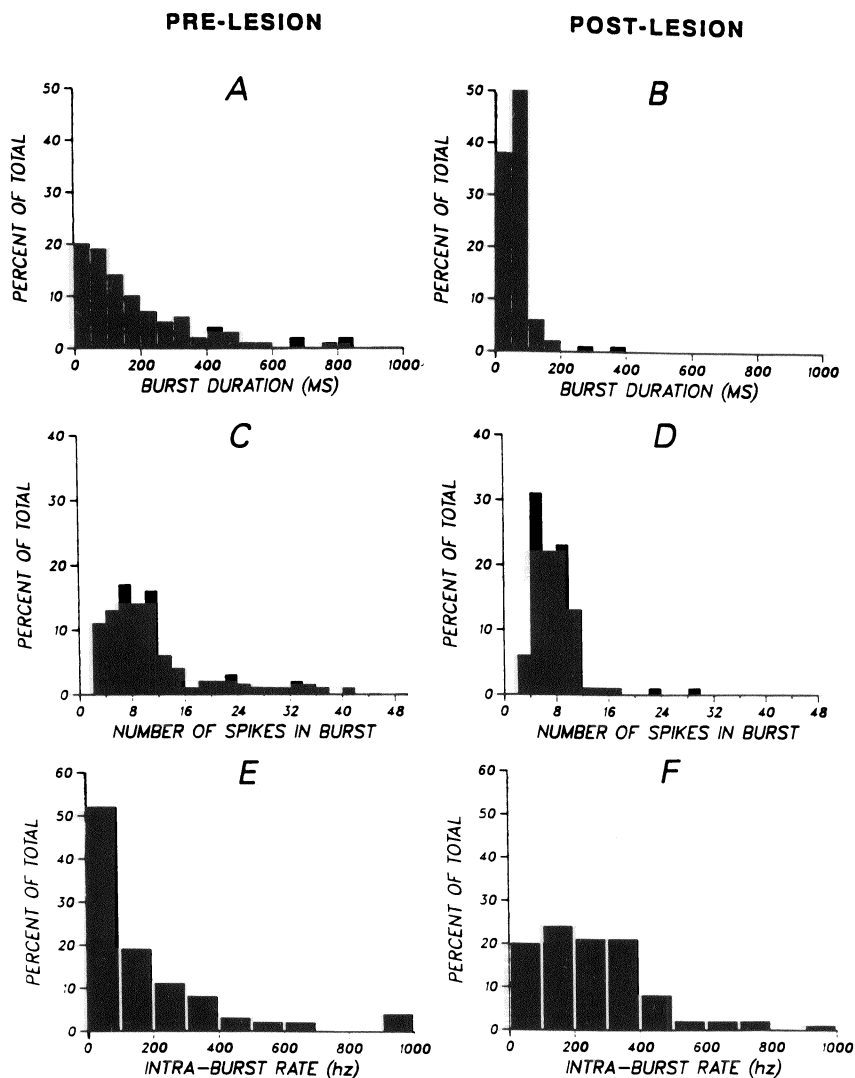 PRE-LESION
POST-LESION
A
PERCENT OF TOTAL
50
40
30
20
10
0
0 200 400 600 800 1000
BURST DURATION (MS)
B
PERCENT OF TOTAL
50
40
30
20
10
0
0 200 400 600 800 1000
BURST DURATION (MS)
C
PERCENT OF TOTAL
40
30
20
10
0
0 8 16 24 32 40 48
NUMBER OF SPIKES IN BURST
D
PERCENT OF TOTAL
40
30
20
10
0
0 8 16 24 32 40 48
NUMBER OF SPIKES IN BURST
E
PERCENT OF TOTAL
60
50
40
30
20
10
0
0 200 400 600 800 1000
INTRA-BURST RATE (hz)
F
PERCENT OF TOTAL
60
50
40
30
20
10
0
0 200 400 600 800 1000
INTRA-BURST RATE (hz)